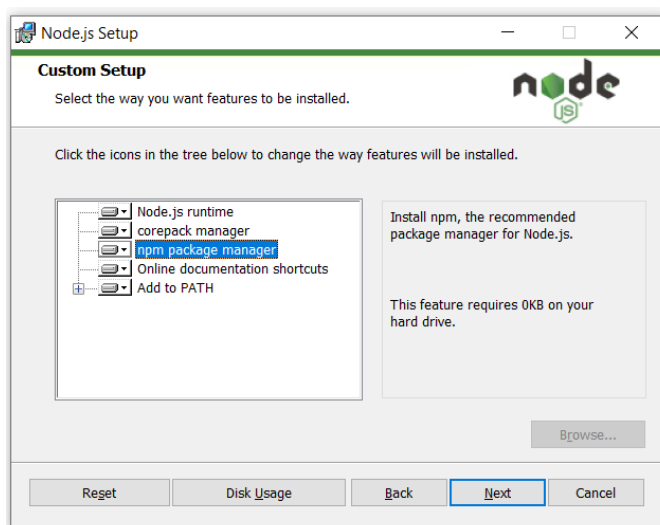 Node.js Setup
Custom Setup
Select the way you want features to be installed.
node
JS
Click the icons in the tree below to change the way features will be installed.
Node.js runtime
corepack manager
npm package manager
Online documentation shortcuts
Add to PATH
Install npm, the recommended
package manager for Node.js.
This feature requires 0KB on your
hard drive.
Browse...
Reset
Disk Usage
Back
Next
Cancel